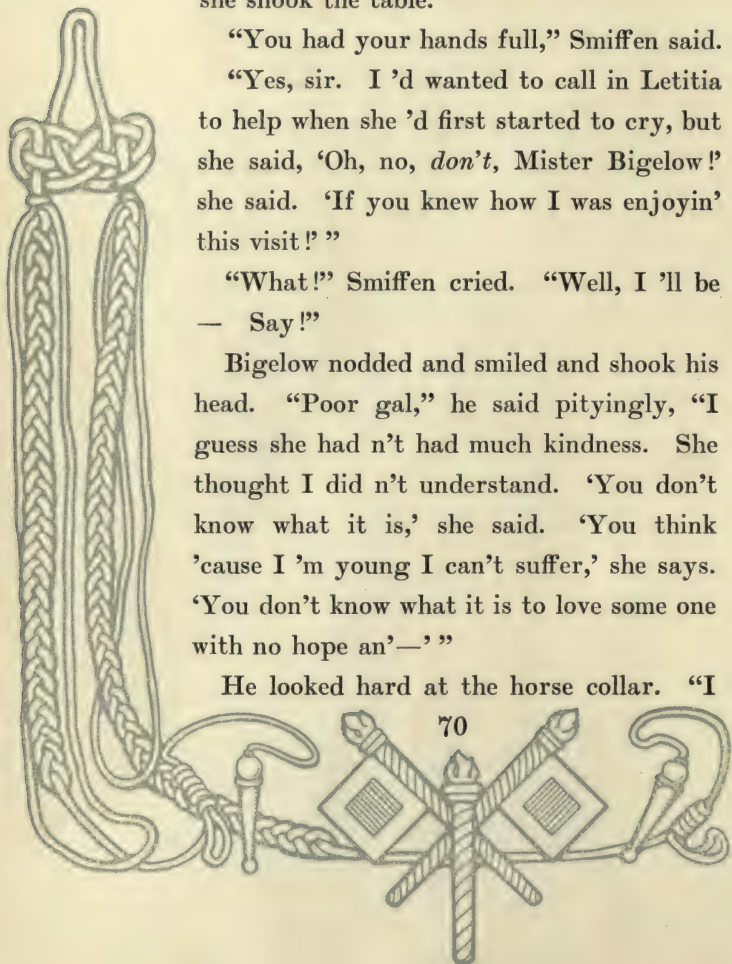 she shook the table.
“You had your hands full,” Smiffen said.
“Yes, sir. I ’d wanted to call in Letitia
to help when she ’d first started to cry, but
she said, ‘Oh, no, don’t, Mister Bigelow!’
she said. ‘If you knew how I was enjoyin’
this visit!’ ”
“What!” Smiffen cried. “Well, I ’ll be
— Say!”
Bigelow nodded and smiled and shook his
head. “Poor gal,” he said pityingly, “I
guess she had n’t had much kindness. She
thought I did n’t understand. ‘You don’t
know what it is,’ she said. ‘You think
’cause I ’m young I can’t suffer,’ she says.
‘You don’t know what it is to love some one
with no hope an’—’ ”
He looked hard at the horse collar. “I
70